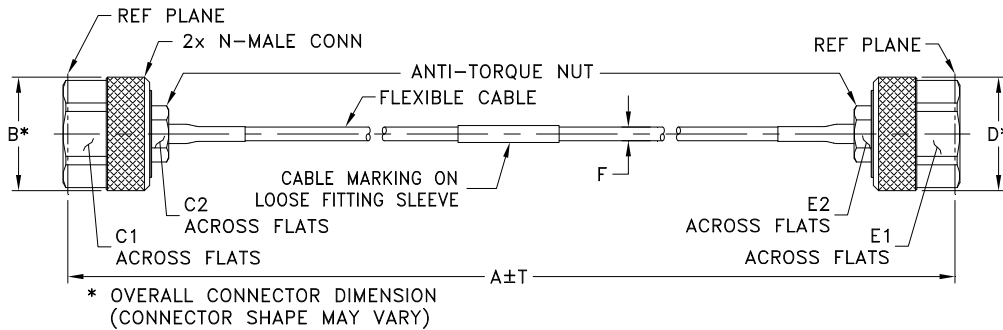 REF PLANE
2x N-MALE CONN
REF PLANE
ANTI-TORQUE NUT
FLEXIBLE CABLE
B*
D*
F
CABLE MARKING ON
LOOSE FITTING SLEEVE
C2
ACROSS FLATS
E2
ACROSS FLATS
C1
ACROSS FLATS
E1
ACROSS FLATS
A±T
* OVERALL CONNECTOR DIMENSION
(CONNECTOR SHAPE MAY VARY)